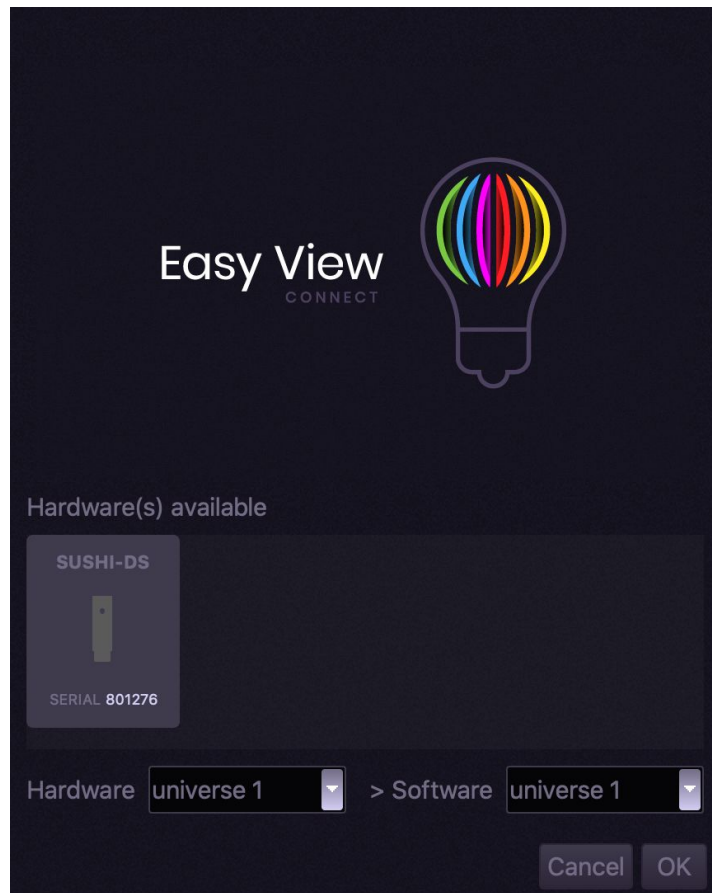 Easy View
CONNECT
Hardware(s) available
SUSHI-DS
SERIAL 801276
Hardware universe 1 > Software universe 1
Cancel OK